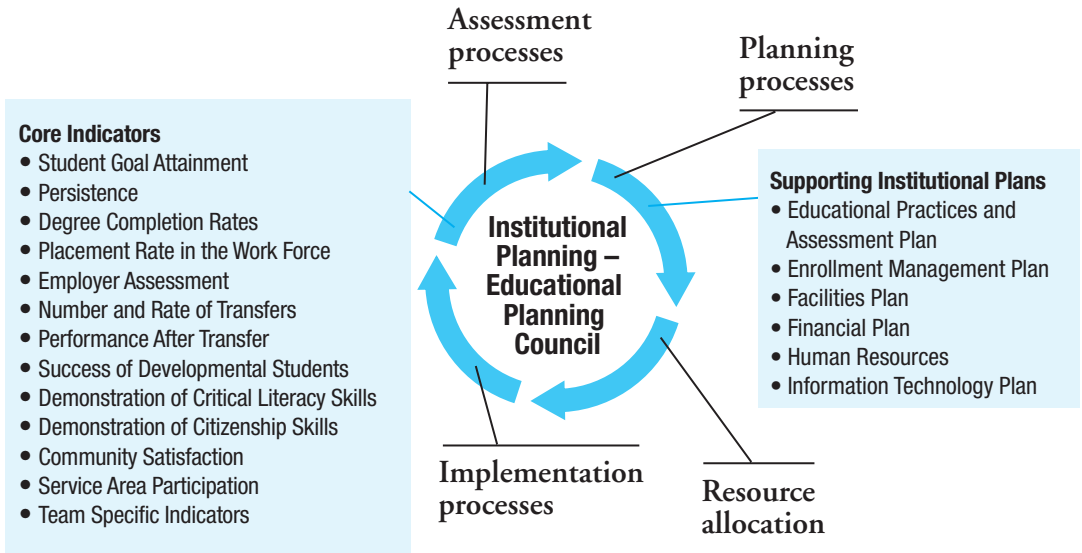 Assessment
processes
Planning
processes
Core Indicators
• Student Goal Attainment
• Persistence
• Degree Completion Rates
• Placement Rate in the Work Force
• Employer Assessment
• Number and Rate of Transfers
• Performance After Transfer
• Success of Developmental Students
• Demonstration of Critical Literacy Skills
• Demonstration of Citizenship Skills
• Community Satisfaction
• Service Area Participation
• Team Specific Indicators
Institutional
Planning –
Educational
Planning
Council
Supporting Institutional Plans
• Educational Practices and
Assessment Plan
• Enrollment Management Plan
• Facilities Plan
• Financial Plan
• Human Resources
• Information Technology Plan
Implementation
processes
Resource
allocation